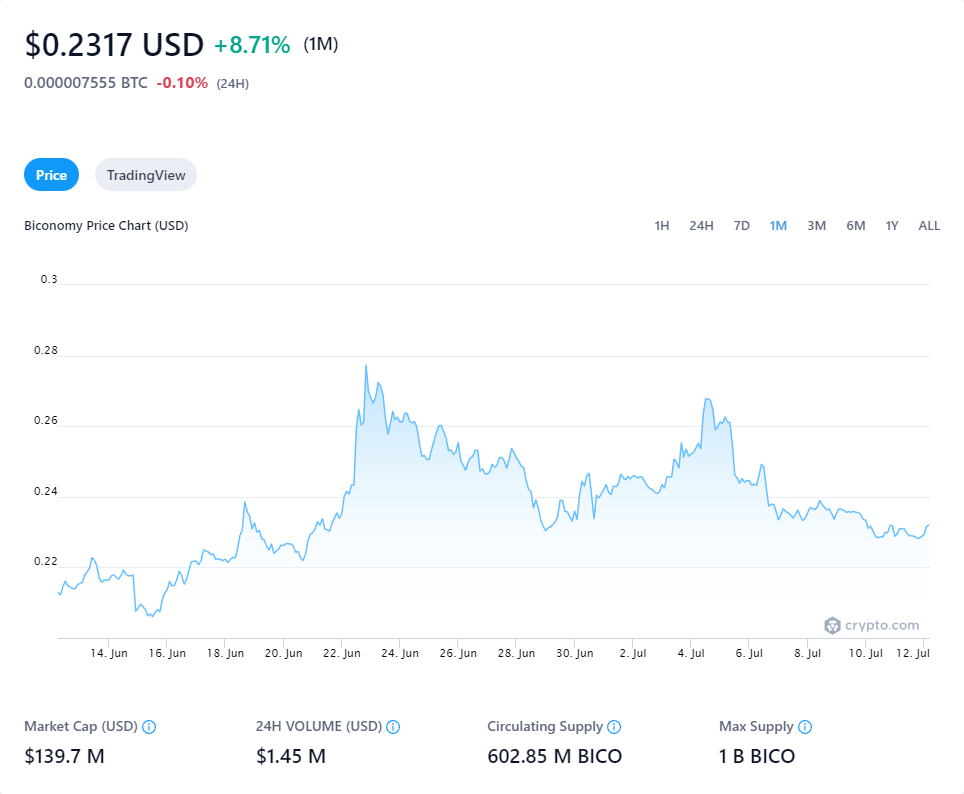 $0.2317 USD +8.71% (1M)
0.000007555 BTC -0.10% (24H)
Price TradingView
Biconomy Price Chart (USD) 1H 24H 7D 1M 3M 6M 1Y ALL
0.3
0.28
0.26
0.24
0.22
crypto.com
14. Jun 16. Jun 18. Jun 20. Jun 22. Jun 24. Jun 26. Jun 28. Jun 30. Jun 2. Jul 4. Jul 6. Jul 8. Jul 10. Jul 12. Jul
Market Cap (USD) 24H VOLUME (USD) Circulating Supply Max Supply
$139.7 M $1.45 M 602.85 M BICO 1 B BICO